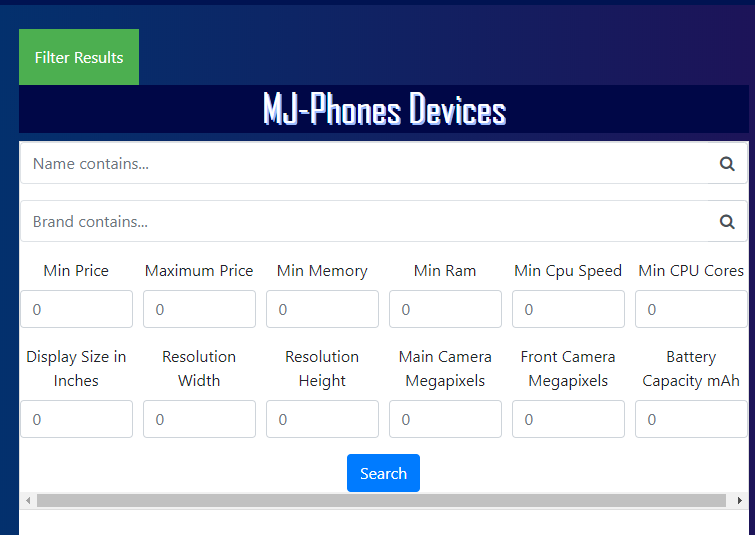 Filter Results
MJ-Phones Devices
Name contains...
Brand contains...
Min Price Maximum Price Min Memory Min Ram Min Cpu Speed Min CPU Cores
0 0 0 0 0 0
Display Size in Resolution Resolution Main Camera Front Camera Battery
Inches Width Height Megapixels Megapixels Capacity mAh
0 0 0 0 0 0
Search